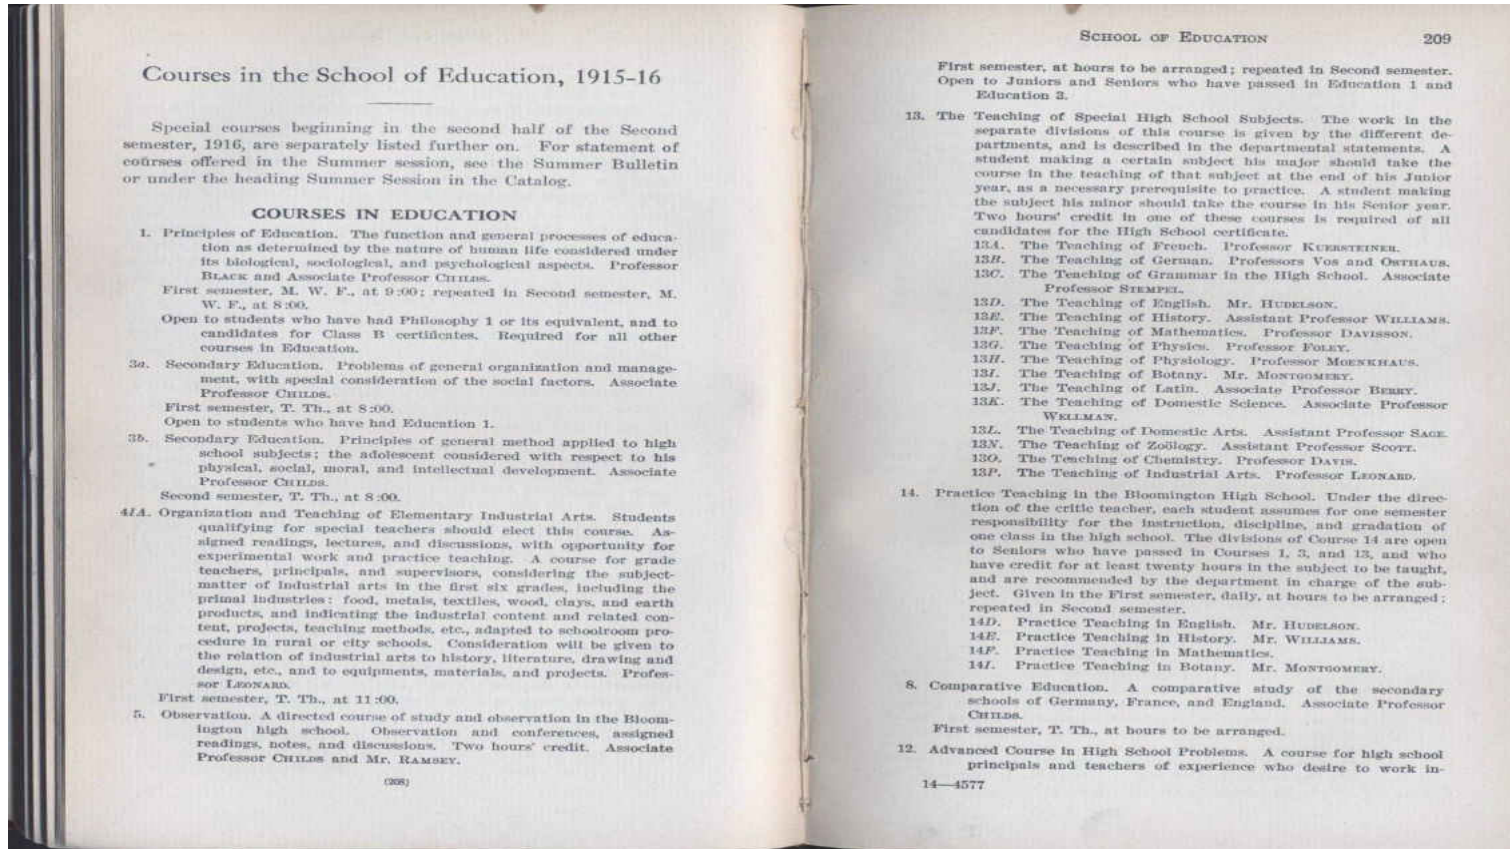 Courses in the School of Education, 1915-16
Special courses beginning in the second half of the Second
semester, 1916, are separately listed further on. For statement of
courses offered in the Summer session, see the Summer Bulletin
or under the heading Summer Session in the Catalog.
COURSES IN EDUCATION
1. Principles of Education. The function and general processes of educa-
tion as determined by the nature of human life considered under
its biological, sociological, and psychological aspects. Professor
BLACK and Associate Professor CHILDS.
First semester, M. W. F., at 9:00; repeated in Second semester, M.
W. F., at 8:00.
Open to students who have had Philosophy 1 or its equivalent, and to
candidates for Class B certificates. Required for all other
courses in Education.
3a. Secondary Education. Problems of general organization and manage-
ment, with special consideration of the social factors. Associate
Professor CHILDS.
First semester, T. Th., at 8:00.
Open to students who have had Education 1.
3b. Secondary Education. Principles of general method applied to high
school subjects; the adolescent considered with respect to his
physical, social, moral, and intellectual development. Associate
Professor CHILDS.
Second semester, T. Th., at 8:00.
41A. Organization and Teaching of Elementary Industrial Arts. Students
qualifying for special teachers should elect this course. As-
signed readings, lectures, and discussions, with opportunity for
experimental work and practice teaching. A course for grade
teachers, principals, and supervisors, considering the subject-
matter of industrial arts in the first six grades, including the
primal industries: food, metals, textiles, wood, clays, and earth
products, and indicating the industrial content and related con-
tent, projects, teaching methods, etc., adapted to schoolroom pro-
cedure in rural or city schools. Consideration will be given to
the relation of industrial arts to history, literature, drawing and
design, etc., and to equipments, materials, and projects. Profes-
sor LEONARD.
First semester, T. Th., at 11:00.
5. Observation. A directed course of study and observation in the Bloom-
ington high school. Observation and conferences, assigned
readings, notes, and discussions. Two hours' credit. Associate
Professor CHILDS and Mr. RAMSEY.
(208)
SCHOOL OF EDUCATION 209
First semester, at hours to be arranged; repeated in Second semester.
Open to Juniors and Seniors who have passed in Education 1 and
Education 3.
13. The Teaching of Special High School Subjects. The work in the
separate divisions of this course is given by the different de-
partments, and is described in the departmental statements. A
student making a certain subject his major should take the
course in the teaching of that subject at the end of his Junior
year, as a necessary prerequisite to practice. A student making
the subject his minor should take the course in his Senior year.
Two hours' credit in one of these courses is required of all
candidates for the High School certificate.
13A. The Teaching of French. Professor KUERSTEINER.
13B. The Teaching of German. Professors VOS and OSTHAUS.
13C. The Teaching of Grammar in the High School. Associate
Professor STEMPEL.
13D. The Teaching of English. Mr. HUDELSON.
13E. The Teaching of History. Assistant Professor WILLIAMS.
13F. The Teaching of Mathematics. Professor DAVISSON.
13G. The Teaching of Physics. Professor FOLEY.
13H. The Teaching of Physiology. Professor MOENKHAUS.
13I. The Teaching of Botany. Mr. MONTGOMERY.
13J. The Teaching of Latin. Associate Professor BERRY.
13K. The Teaching of Domestic Science. Associate Professor
WELLMAN.
13L. The Teaching of Domestic Arts. Assistant Professor SAGE.
13N. The Teaching of Zoölogy. Assistant Professor SCOTT.
13O. The Teaching of Chemistry. Professor DAVIS.
13P. The Teaching of Industrial Arts. Professor LEONARD.
14. Practice Teaching in the Bloomington High School. Under the direc-
tion of the critic teacher, each student assumes for one semester
responsibility for the instruction, discipline, and gradation of
one class in the high school. The divisions of Course 14 are open
to Seniors who have passed in Courses 1, 3, and 13, and who
have credit for at least twenty hours in the subject to be taught,
and are recommended by the department in charge of the sub-
ject. Given in the First semester, daily, at hours to be arranged;
repeated in Second semester.
14D. Practice Teaching in English. Mr. HUDELSON.
14E. Practice Teaching in History. Mr. WILLIAMS.
14F. Practice Teaching in Mathematics.
14I. Practice Teaching in Botany. Mr. MONTGOMERY.
8. Comparative Education. A comparative study of the secondary
schools of Germany, France, and England. Associate Professor
CHILDS.
First semester, T. Th., at hours to be arranged.
12. Advanced Course in High School Problems. A course for high school
principals and teachers of experience who desire to work in-
14—4577